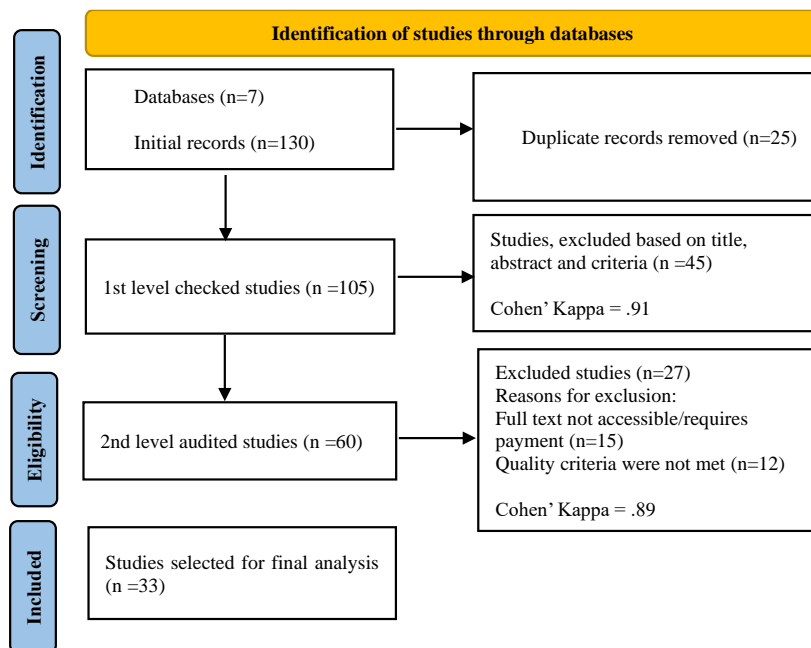 Identification of studies through databases
Identification
Databases (n=7)
Initial records (n=130)
Duplicate records removed (n=25)
Screening
1st level checked studies (n =105)
Studies, excluded based on title,
abstract and criteria (n =45)
Cohen’ Kappa = .91
Eligibility
2nd level audited studies (n =60)
Excluded studies (n=27)
Reasons for exclusion:
Full text not accessible/requires
payment (n=15)
Quality criteria were not met (n=12)
Cohen’ Kappa = .89
Included
Studies selected for final analysis
(n =33)